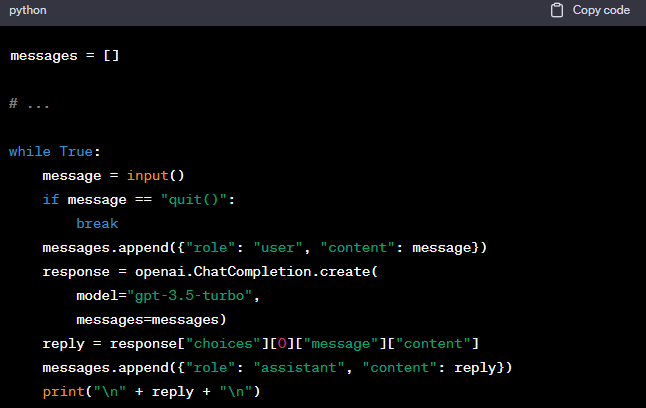 python
Copy code
messages = []
# ...
while True:
    message = input()
    if message == "quit()":
        break
    messages.append({"role": "user", "content": message})
    response = openai.ChatCompletion.create(
        model="gpt-3.5-turbo",
        messages=messages)
    reply = response["choices"][0]["message"]["content"]
    messages.append({"role": "assistant", "content": reply})
    print("\n" + reply + "\n")